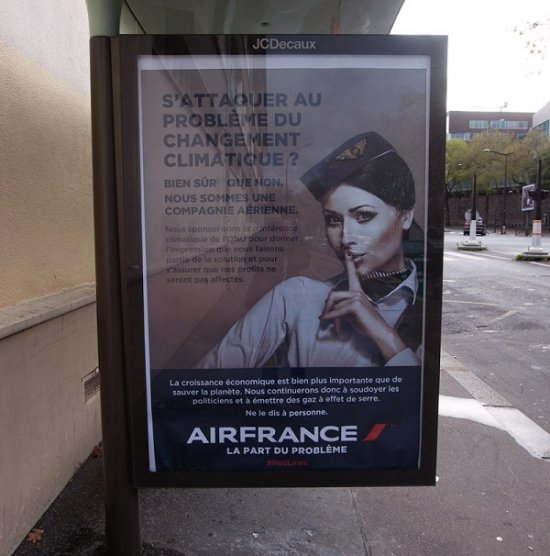 JCDecaux
S'ATTAQUER AU
PROBLÈME DU
CHANGEMENT
CLIMATIQUE ?
BIEN SÛR QUE NON.
NOUS SOMMES UNE
COMPAGNIE AÉRIENNE.
Nous sponsorisons la conférence
climatique de l'ONU pour donner
l'impression que nous faisons
partie de la solution et pour
s'assurer que nos profits ne
seront pas affectés.
La croissance économique est bien plus importante que de
sauver la planète. Nous continuerons donc à soudoyer les
politiciens et à émettre des gaz à effet de serre.
Ne le dis à personne.
AIRFRANCE
LA PART DU PROBLÈME
#RedLines